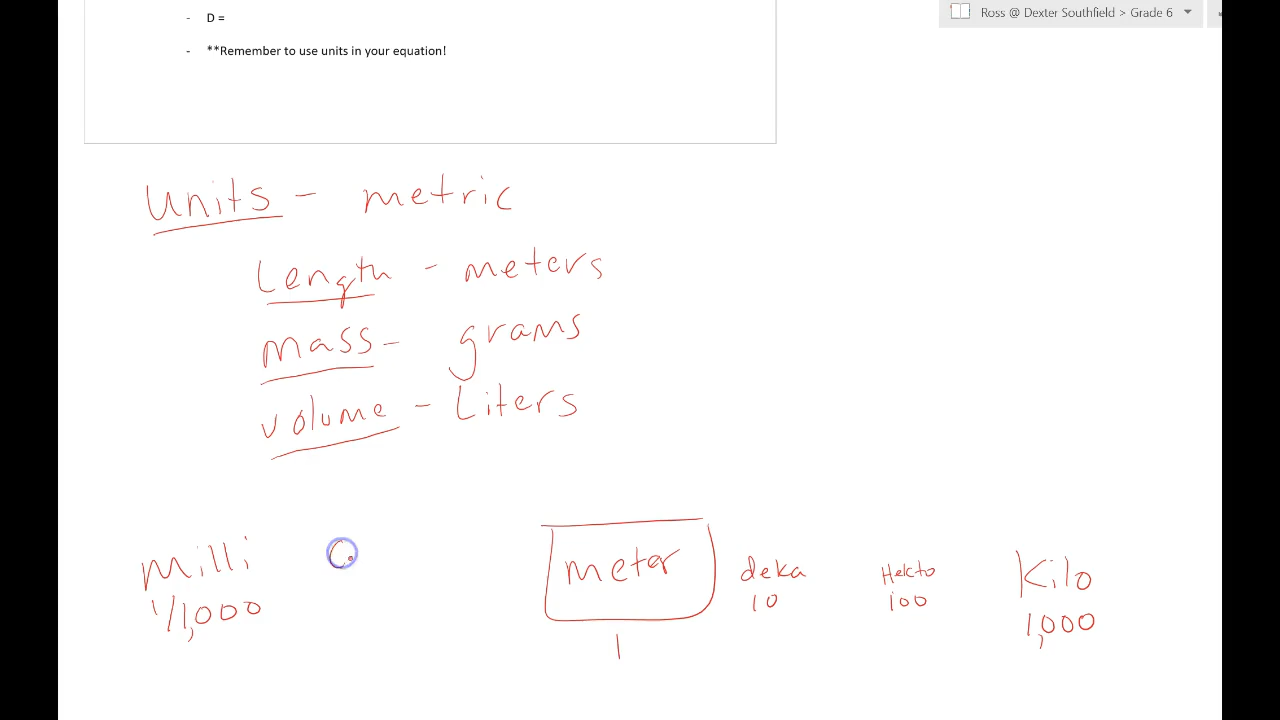 - D =
Ross @ Dexter Southfield > Grade 6
- **Remember to use units in your equation!
Units - metric
Length - meters
mass - grams
volume - Liters
Milli C meter deka Hekto Kilo
1/1,000 1 10 100 1,000